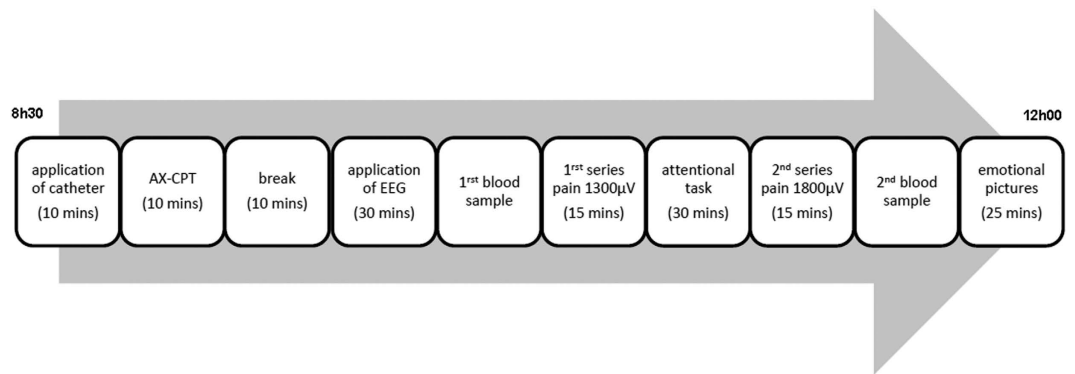 8h30
12h00
application
of catheter
(10 mins)
AX-CPT
(10 mins)
break
(10 mins)
application
of EEG
(30 mins)
1rst blood
sample
1rst series
pain 1300µV
(15 mins)
attentional
task
(30 mins)
2nd series
pain 1800µV
(15 mins)
2nd blood
sample
emotional
pictures
(25 mins)